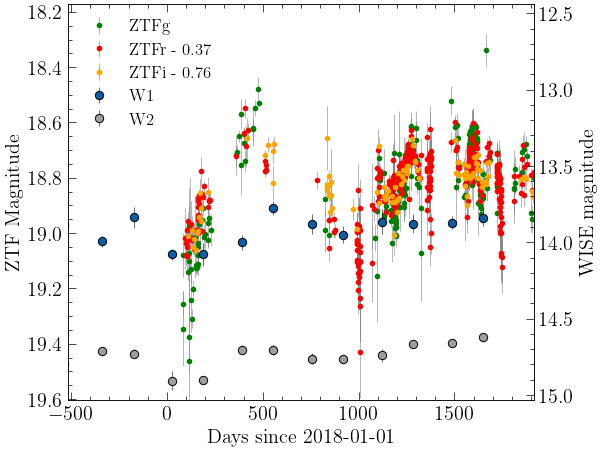 ZTFg
ZTFr - 0.37
ZTFi - 0.76
W1
W2
18.2
18.4
18.6
18.8
19.0
19.2
19.4
19.6
ZTF Magnitude
12.5
13.0
13.5
14.0
14.5
15.0
WISE magnitude
−500
0
500
1000
1500
Days since 2018-01-01